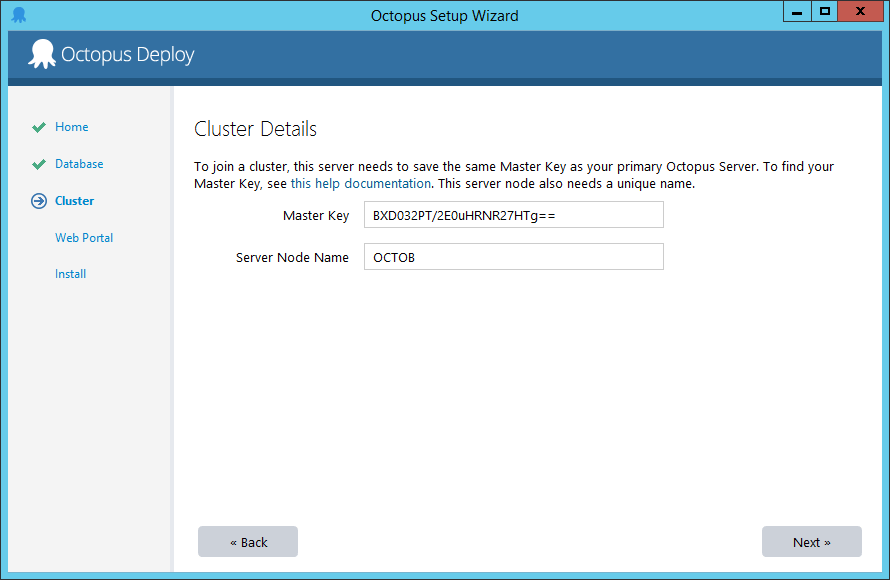 Octopus Setup Wizard
Octopus Deploy
Home
Database
Cluster
Web Portal
Install
Cluster Details
To join a cluster, this server needs to save the same Master Key as your primary Octopus Server. To find your
Master Key, see this help documentation. This server node also needs a unique name.
Master Key BXD032PT/2E0uHRNR27HTg==
Server Node Name OCTOB
« Back
Next »